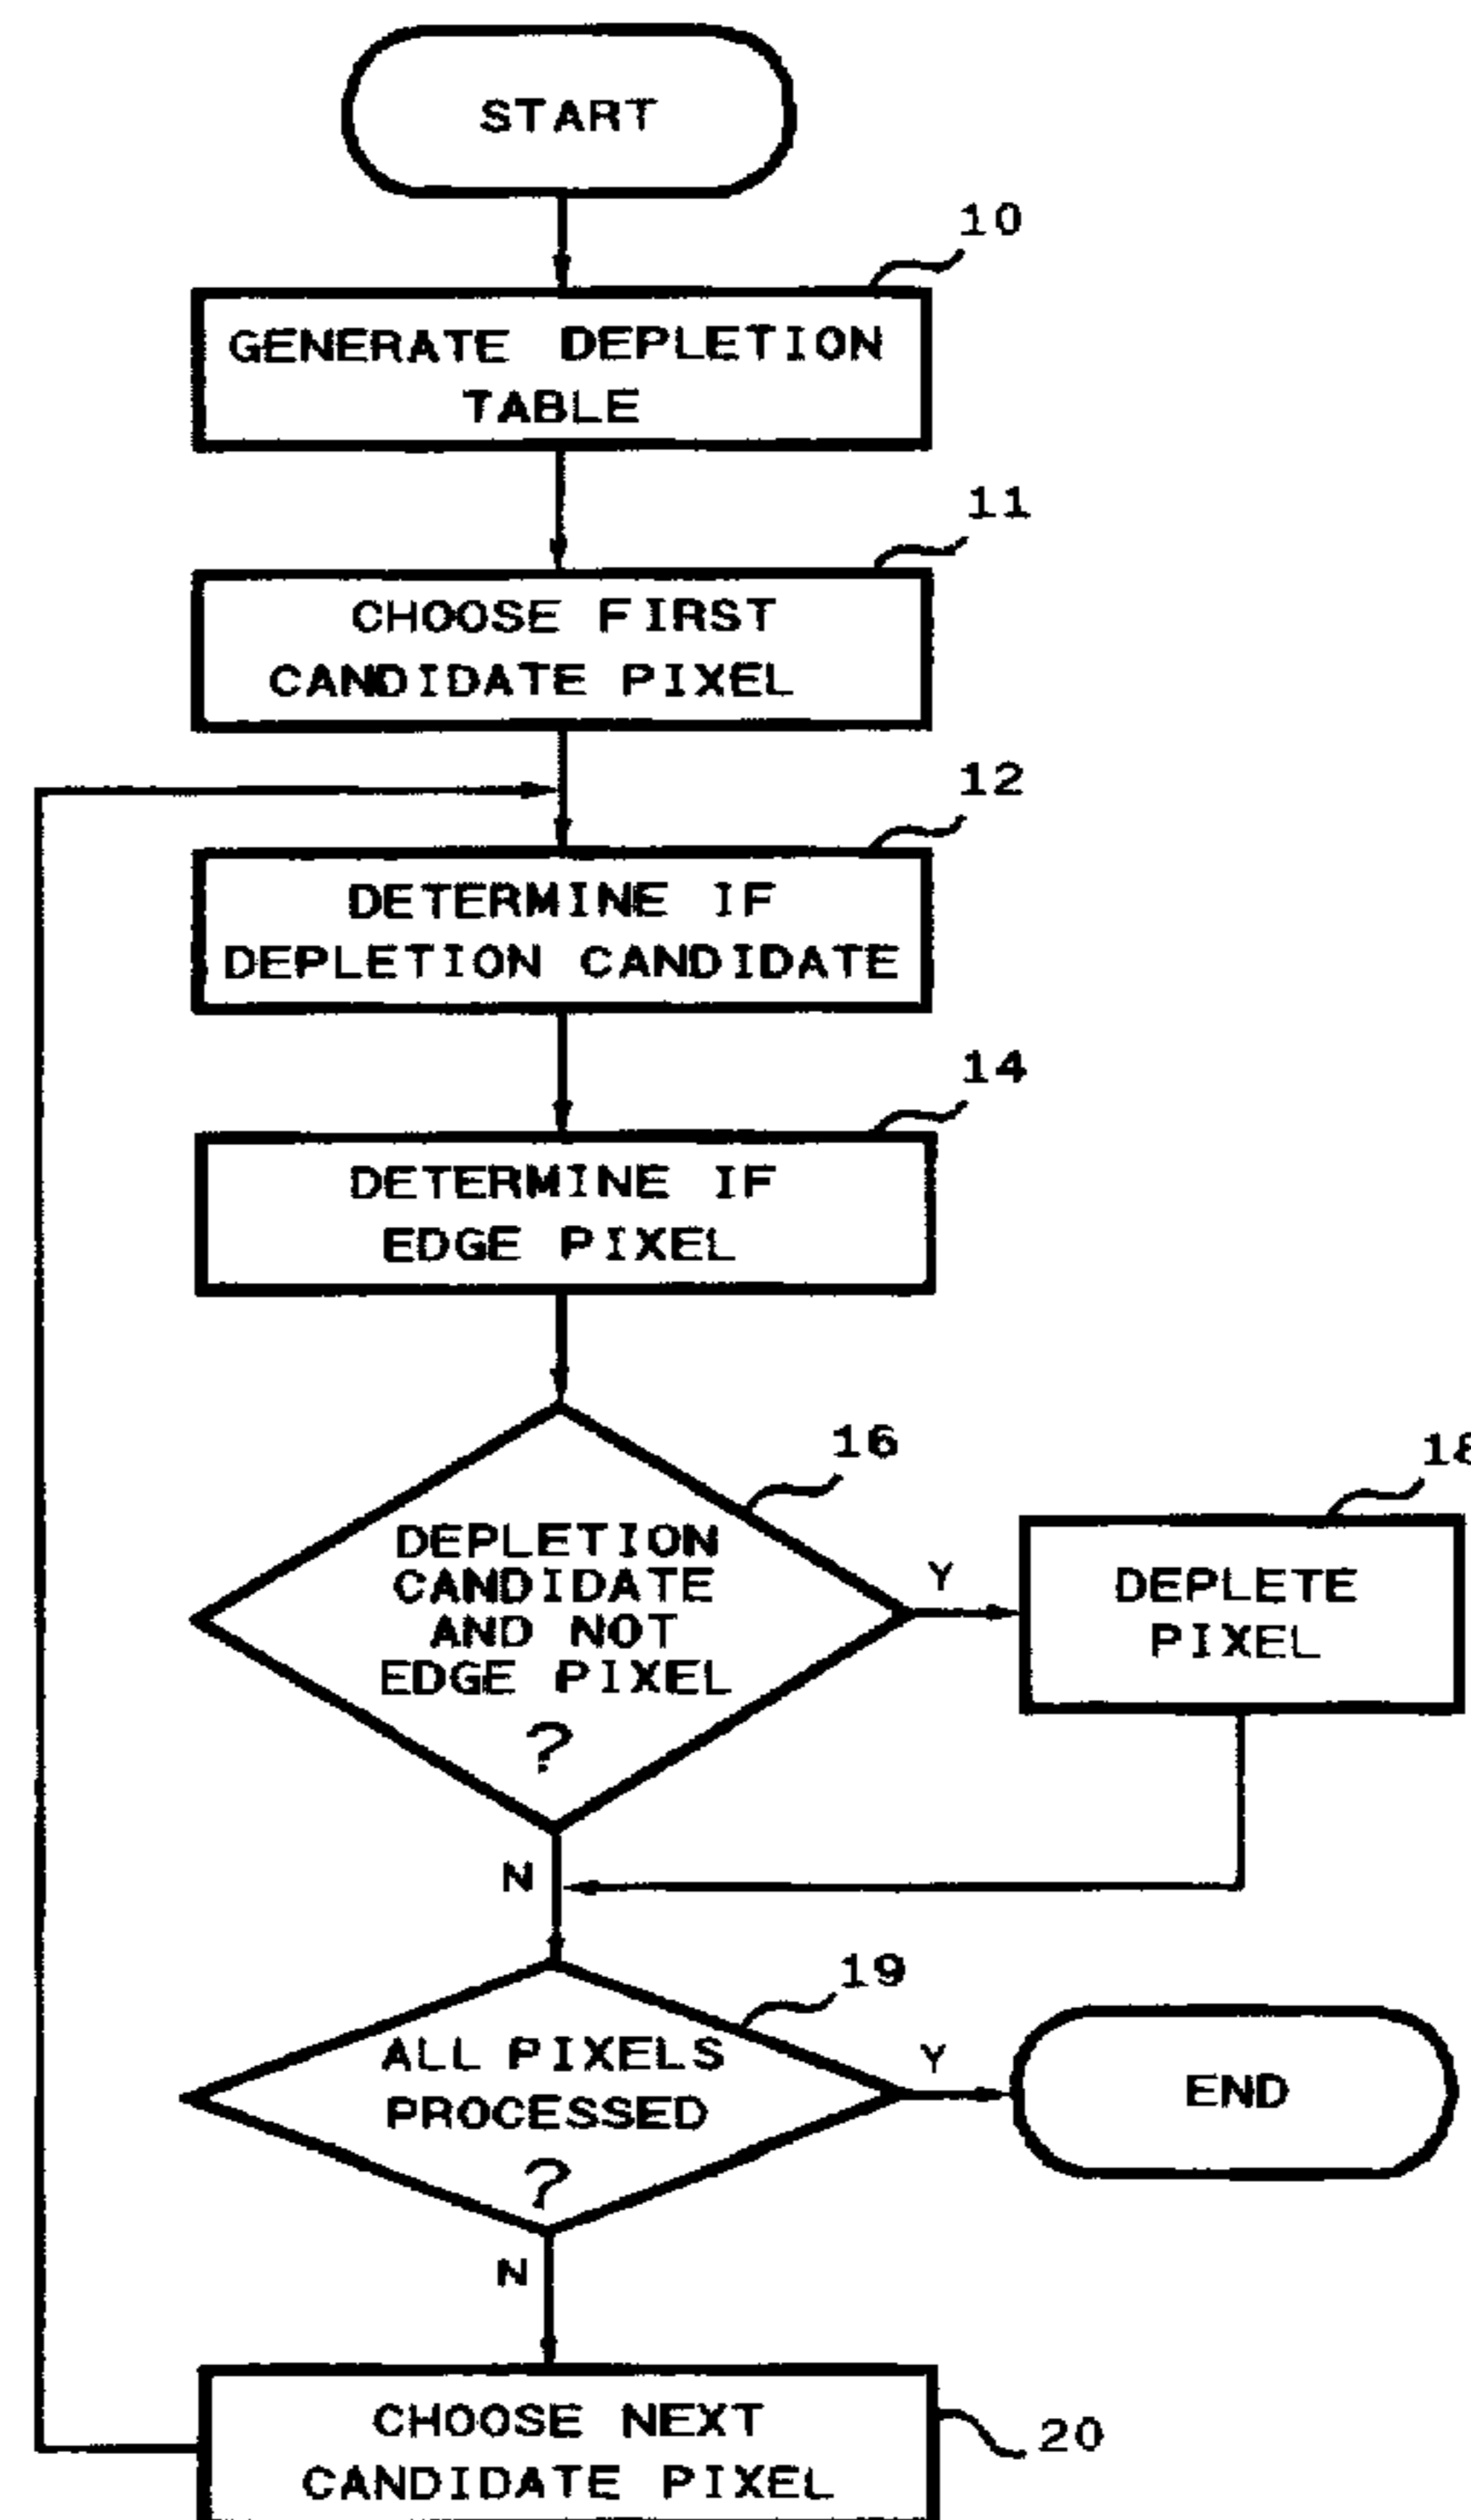 START
10
GENERATE DEPLETION
TABLE
11
CHOOSE FIRST
CANDIDATE PIXEL
12
DETERMINE IF
DEPLETION CANDIDATE
14
DETERMINE IF
EDGE PIXEL
16
18
DEPLETION
CANDIDATE
AND NOT
EDGE PIXEL
?
Y
DEPLETE
PIXEL
N
19
ALL PIXELS
PROCESSED
?
Y
END
N
CHOOSE NEXT
CANDIDATE PIXEL
20